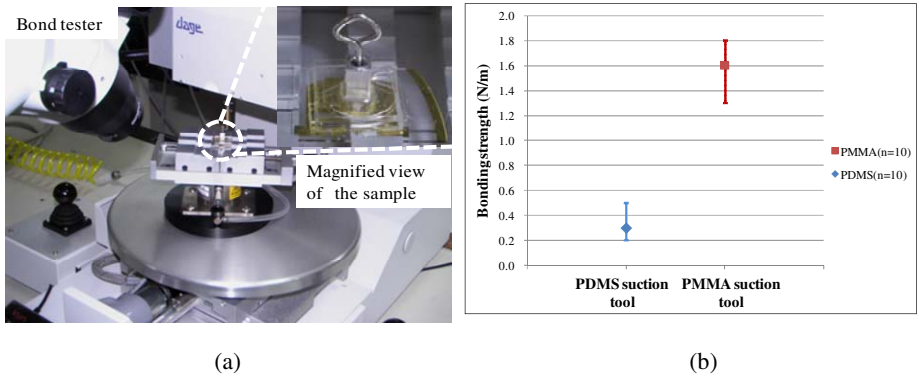 Bond tester
dage
Magnified view
of the sample
(a)
Bondingstrength (N/m)
2.0
1.8
1.6
1.4
1.2
1.0
0.8
0.6
0.4
0.2
0.0
PDMS suction
tool
PMMA suction
tool
PMMA(n=10)
PDMS(n=10)
(b)